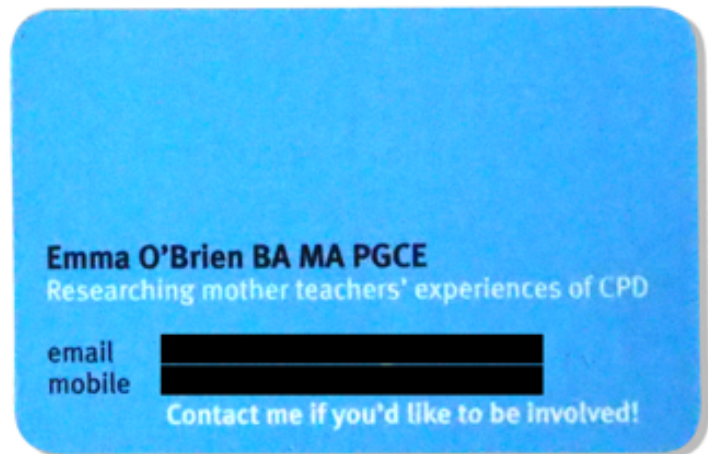 Emma O'Brien BA MA PGCE
Researching mother teachers' experiences of CPD
email
mobile
Contact me if you'd like to be involved!